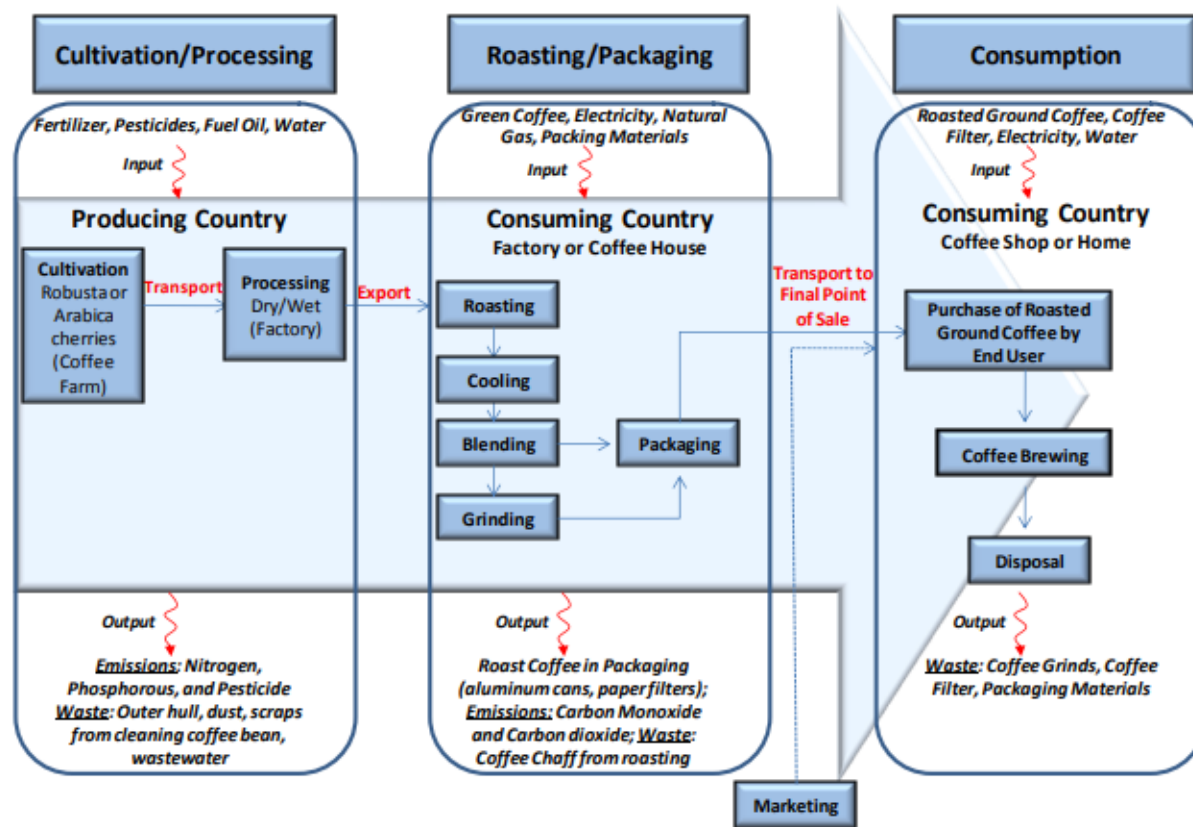 Cultivation/Processing
Fertilizer, Pesticides, Fuel Oil, Water
Input
Producing Country
Cultivation
Robusta or
Arabica
cherries
(Coffee
Farm)
Transport
Processing
Dry/Wet
(Factory)
Export
Output
Emissions: Nitrogen,
Phosphorous, and Pesticide
Waste: Outer hull, dust, scraps
from cleaning coffee bean,
wastewater
Roasting/Packaging
Green Coffee, Electricity, Natural
Gas, Packing Materials
Input
Consuming Country
Factory or Coffee House
Roasting
Cooling
Blending
Packaging
Grinding
Output
Roast Coffee in Packaging
(aluminum cans, paper filters);
Emissions: Carbon Monoxide
and Carbon dioxide; Waste:
Coffee Chaff from roasting
Transport to
Final Point
of Sale
Marketing
Consumption
Roasted Ground Coffee, Coffee
Filter, Electricity, Water
Input
Consuming Country
Coffee Shop or Home
Purchase of Roasted
Ground Coffee by
End User
Coffee Brewing
Disposal
Output
Waste: Coffee Grinds, Coffee
Filter, Packaging Materials